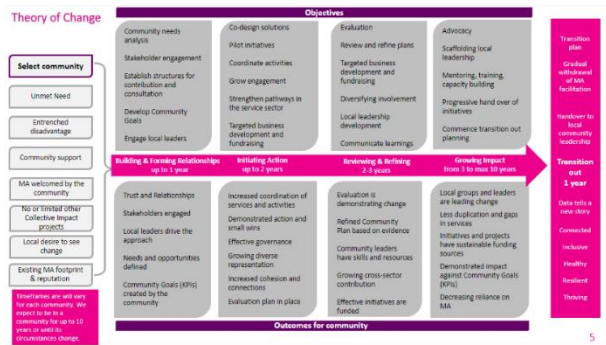 Theory of Change
Select community
Unmet Need
Entrenched
disadvantage
Community support
MA welcomed by the
community
No or limited other
Collective Impact
projects
Local desire to see
change
Existing MA footprint
& reputation
Timeframes are will vary
for each community. We
expect to be in a
community for up to 10
years or until its
circumstances change.
Objectives
Community needs
analysis
Stakeholder engagement
Establish structures for
contribution and
consultation
Develop Community
Goals
Engage local leaders
Co-design solutions
Pilot initiatives
Coordinate activities
Grow engagement
Strengthen pathways in
the service sector
Targeted business
development and
fundraising
Evaluation
Review and refine plans
Targeted business
development and
fundraising
Diversifying involvement
Local leadership
development
Communicate learnings
Advocacy
Scaffolding local
leadership
Mentoring, training,
capacity building
Progressive hand over of
initiatives
Commence transition out
planning
Building & Forming Relationships
up to 1 year
Initiating Action
up to 2 years
Reviewing & Refining
2-3 years
Growing Impact
from 3 to max 10 years
Trust and Relationships
Stakeholders engaged
Local leaders drive the
approach
Needs and opportunities
defined
Community Goals (KPIs)
created by the
community
Increased coordination of
services and activities
Demonstrated action and
small wins
Effective governance
Growing diverse
representation
Increased cohesion and
connections
Evaluation plan in place
Evaluation is
demonstrating change
Refined Community
Plan based on evidence
Community leaders
have skills and resources
Growing cross-sector
contribution
Effective initiatives are
funded
Local groups and leaders
are leading change
Less duplication and gaps
in services
Initiatives and projects
have sustainable funding
sources
Demonstrated impact
against Community Goals
(KPIs)
Decreasing reliance on
MA
Outcomes for community
Transition
plan
Gradual
withdrawal of MA
facilitation
Handover to
local community
leadership
Transition
out
1 year
Data tells a
new story
Connected
Inclusive
Healthy
Resilient
Thriving
5